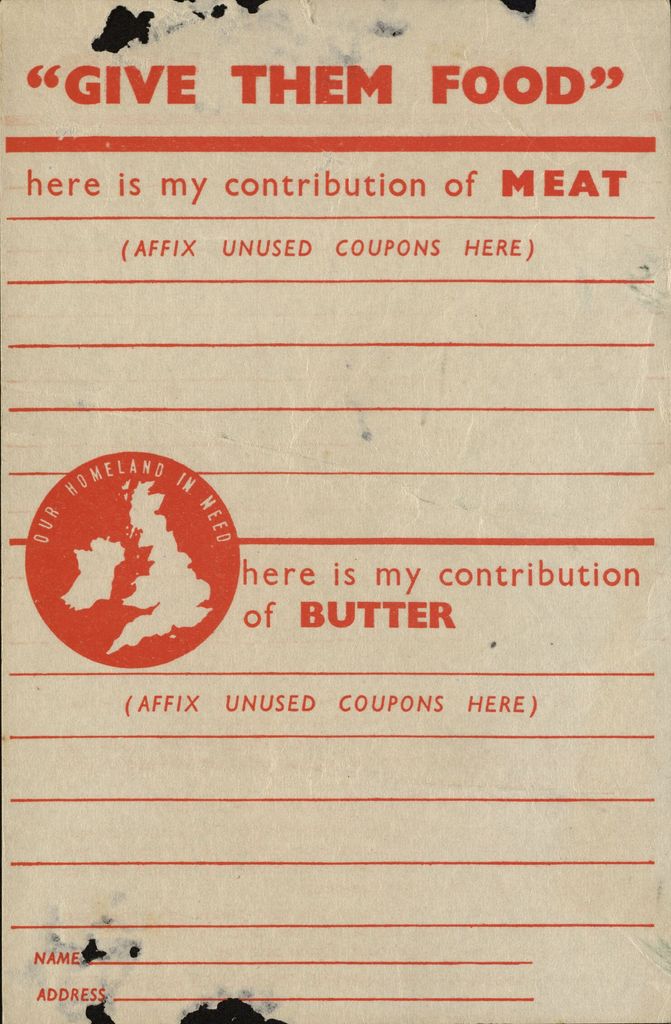 “GIVE THEM FOOD”
here is my contribution of MEAT
(AFFIX UNUSED COUPONS HERE)
OUR HOMELAND IN NEED
here is my contribution
of BUTTER
(AFFIX UNUSED COUPONS HERE)
NAME
ADDRESS